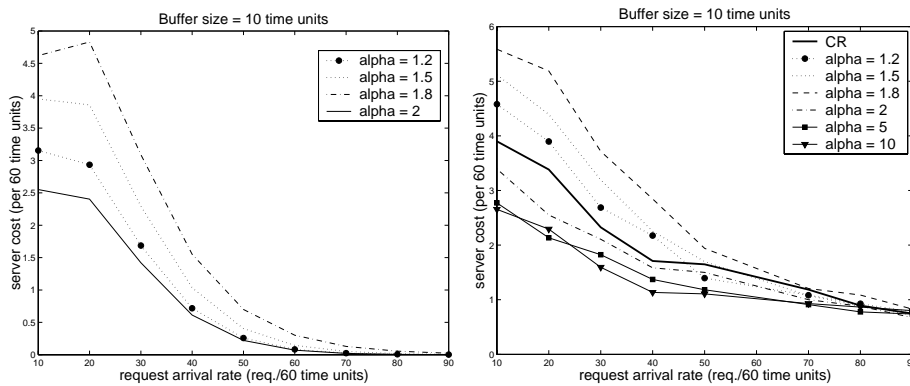 Buffer size = 10 time units
server cost (per 60 time units)
5
4.5
4
3.5
3
2.5
2
1.5
1
0.5
0
10 20 30 40 50 60 70 80 90
request arrival rate (req./60 time units)
alpha = 1.2
alpha = 1.5
alpha = 1.8
alpha = 2
Buffer size = 10 time units
server cost (per 60 time units)
6
5
4
3
2
1
0
10 20 30 40 50 60 70 80 90
request arrival rate (req./60 time units)
CR
alpha = 1.2
alpha = 1.5
alpha = 1.8
alpha = 2
alpha = 5
alpha = 10